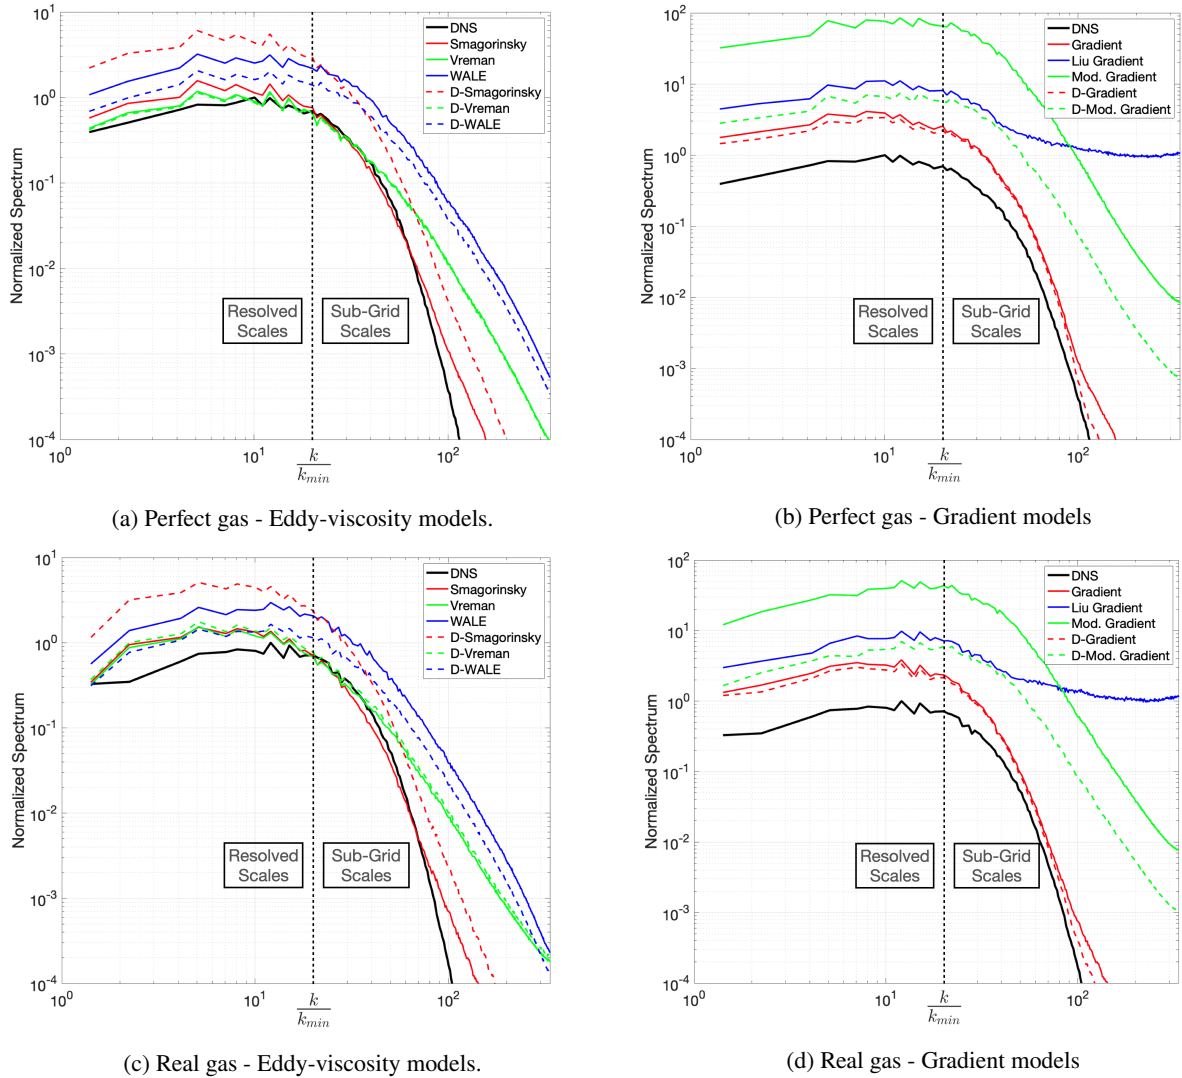 10^1
10^0
10^-1
10^-2
10^-3
10^-4
Normalized Spectrum
DNS
Smagorinsky
Vreman
WALE
D-Smagorinsky
D-Vreman
D-WALE
Resolved
Scales
Sub-Grid
Scales
10^0
10^1
10^2
k
k_min
(a) Perfect gas - Eddy-viscosity models.
10^2
10^1
10^0
10^-1
10^-2
10^-3
10^-4
Normalized Spectrum
DNS
Gradient
Liu Gradient
Mod. Gradient
D-Gradient
D-Mod. Gradient
Resolved
Scales
Sub-Grid
Scales
10^0
10^1
10^2
k
k_min
(b) Perfect gas - Gradient models
10^1
10^0
10^-1
10^-2
10^-3
10^-4
Normalized Spectrum
DNS
Smagorinsky
Vreman
WALE
D-Smagorinsky
D-Vreman
D-WALE
Resolved
Scales
Sub-Grid
Scales
10^0
10^1
10^2
k
k_min
(c) Real gas - Eddy-viscosity models.
10^2
10^1
10^0
10^-1
10^-2
10^-3
10^-4
Normalized Spectrum
DNS
Gradient
Liu Gradient
Mod. Gradient
D-Gradient
D-Mod. Gradient
Resolved
Scales
Sub-Grid
Scales
10^0
10^1
10^2
k
k_min
(d) Real gas - Gradient models